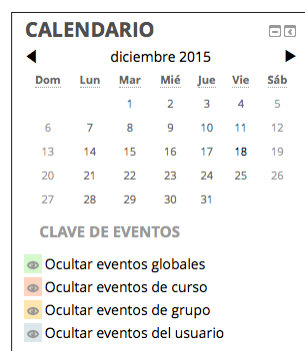 CALENDARIO
diciembre 2015
Dom Lun Mar Mié Jue Vie Sáb
1 2 3 4 5
6 7 8 9 10 11 12
13 14 15 16 17 18 19
20 21 22 23 24 25 26
27 28 29 30 31
CLAVE DE EVENTOS
Ocultar eventos globales
Ocultar eventos de curso
Ocultar eventos de grupo
Ocultar eventos del usuario